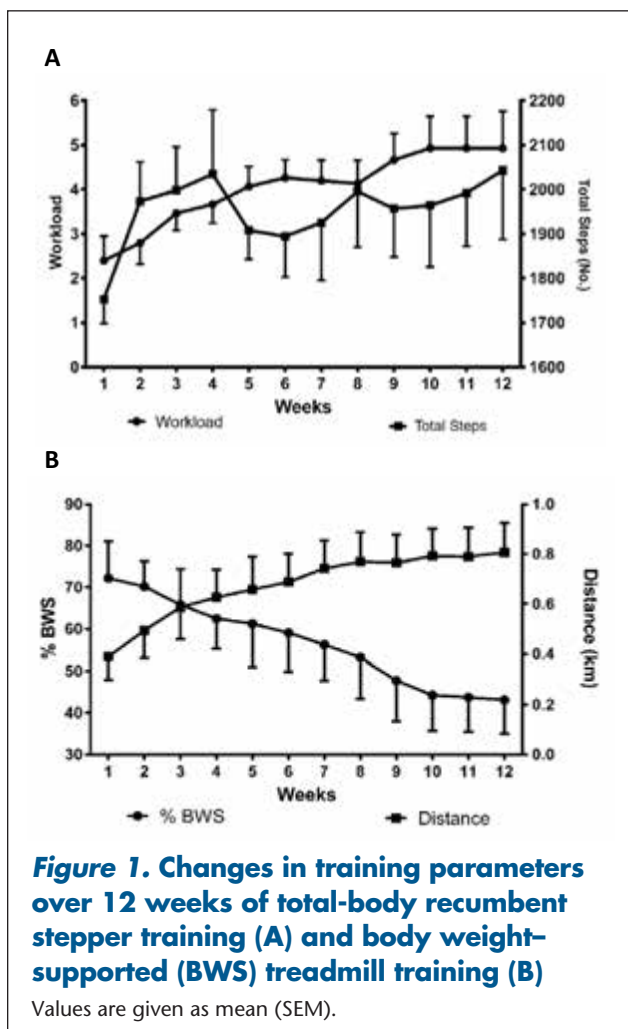 A
6
5
4
3
2
1
0
Workload
2200
2100
2000
1900
1800
1700
1600
Total Steps (No.)
1 2 3 4 5 6 7 8 9 10 11 12
Weeks
Workload
Total Steps
B
90
80
70
60
50
40
30
% BWS
1.0
0.8
0.6
0.4
0.2
0.0
Distance (km)
1 2 3 4 5 6 7 8 9 10 11 12
Weeks
% BWS
Distance
Figure 1. Changes in training parameters
over 12 weeks of total-body recumbent
stepper training (A) and body weight–
supported (BWS) treadmill training (B)
Values are given as mean (SEM).